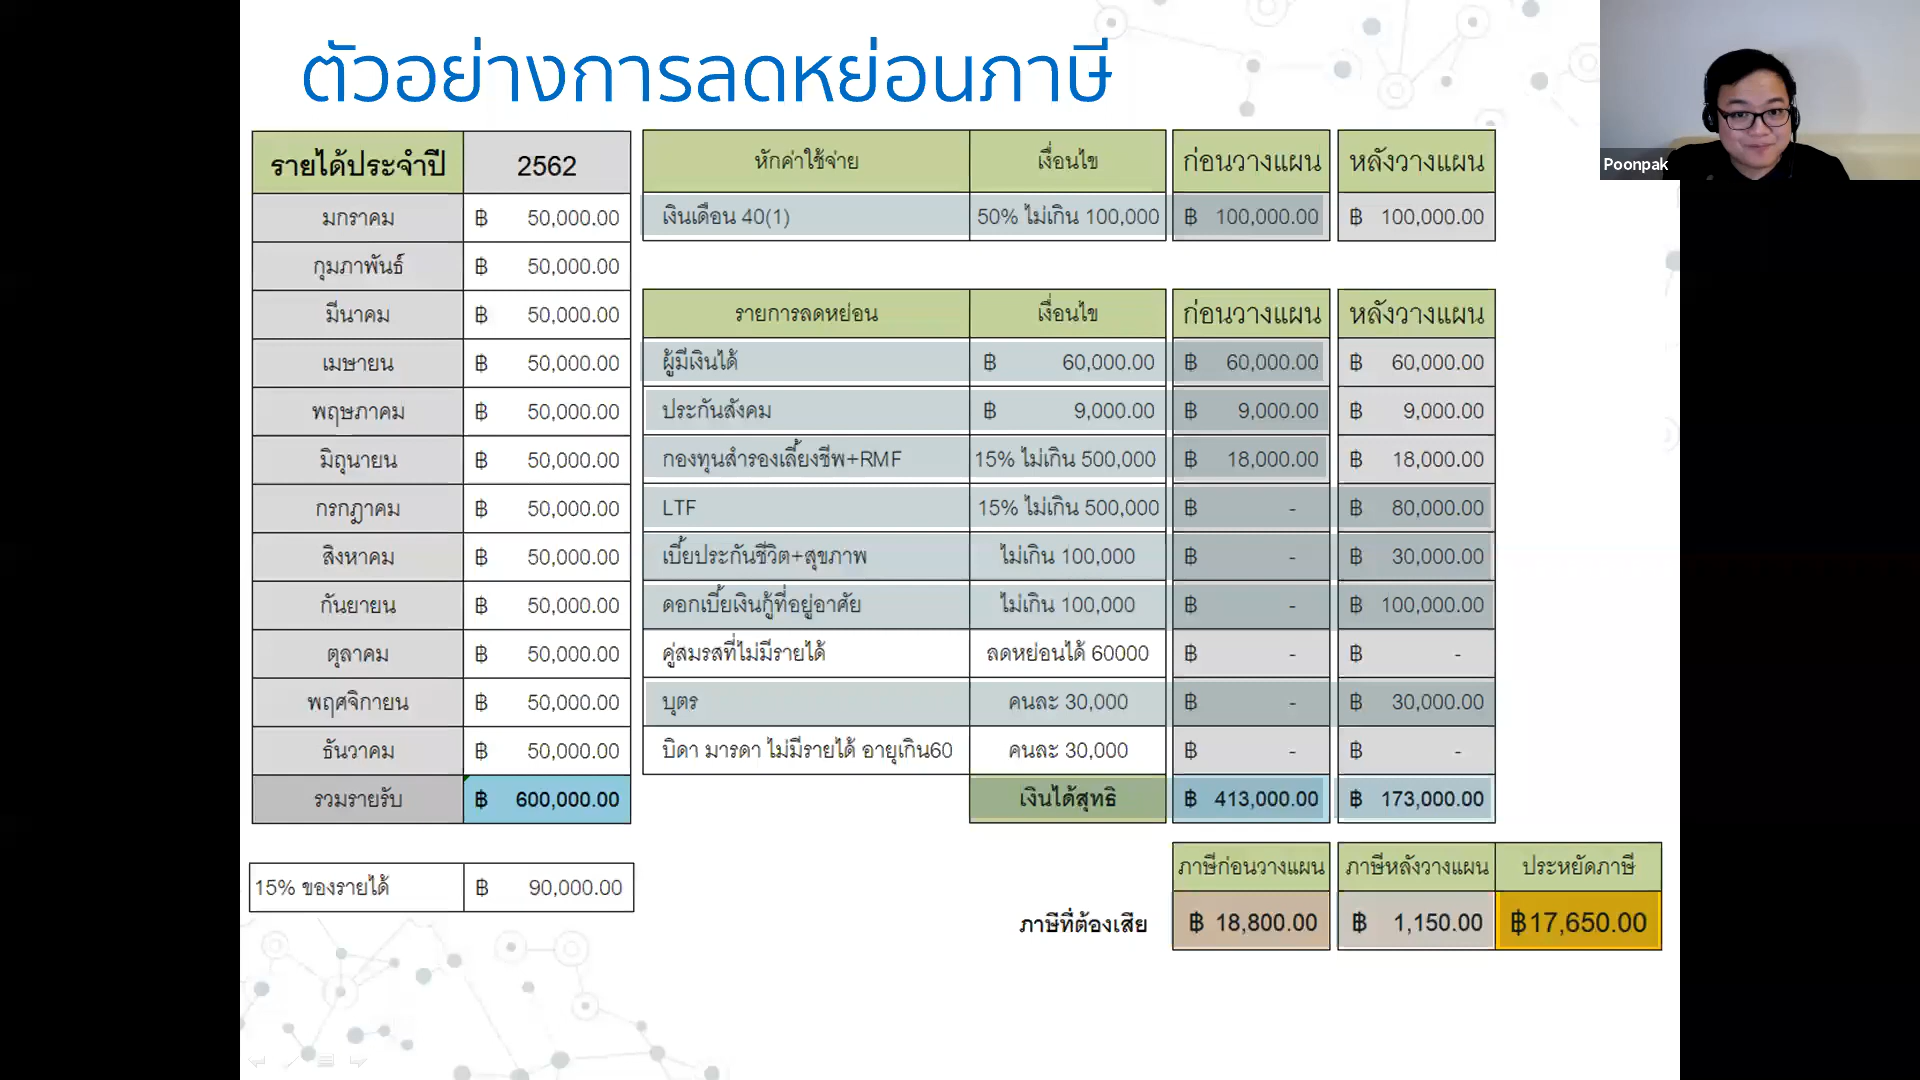 ตัวอย่างการลดหย่อนภาษี
Poonpak
รายได้ประจำปี 2562
มกราคม ฿ 50,000.00
กุมภาพันธ์ ฿ 50,000.00
มีนาคม ฿ 50,000.00
เมษายน ฿ 50,000.00
พฤษภาคม ฿ 50,000.00
มิถุนายน ฿ 50,000.00
กรกฎาคม ฿ 50,000.00
สิงหาคม ฿ 50,000.00
กันยายน ฿ 50,000.00
ตุลาคม ฿ 50,000.00
พฤศจิกายน ฿ 50,000.00
ธันวาคม ฿ 50,000.00
รวมรายรับ ฿ 600,000.00
15% ของรายได้ ฿ 90,000.00
หักค่าใช้จ่าย เงื่อนไข ก่อนวางแผน หลังวางแผน
เงินเดือน 40(1) 50% ไม่เกิน 100,000 ฿ 100,000.00 ฿ 100,000.00
รายการลดหย่อน เงื่อนไข ก่อนวางแผน หลังวางแผน
ผู้มีเงินได้ ฿ 60,000.00 ฿ 60,000.00 ฿ 60,000.00
ประกันสังคม ฿ 9,000.00 ฿ 9,000.00 ฿ 9,000.00
กองทุนสำรองเลี้ยงชีพ+RMF 15% ไม่เกิน 500,000 ฿ 18,000.00 ฿ 18,000.00
LTF 15% ไม่เกิน 500,000 ฿ - ฿ 80,000.00
เบี้ยประกันชีวิต+สุขภาพ ไม่เกิน 100,000 ฿ - ฿ 30,000.00
ดอกเบี้ยเงินกู้ที่อยู่อาศัย ไม่เกิน 100,000 ฿ - ฿ 100,000.00
คู่สมรสที่ไม่มีรายได้ ลดหย่อนได้ 60000 ฿ - ฿ -
บุตร คนละ 30,000 ฿ - ฿ 30,000.00
บิดา มารดา ไม่มีรายได้ อายุเกิน60 คนละ 30,000 ฿ - ฿ -
เงินได้สุทธิ ฿ 413,000.00 ฿ 173,000.00
ภาษีก่อนวางแผน ภาษีหลังวางแผน ประหยัดภาษี
ภาษีที่ต้องเสีย ฿ 18,800.00 ฿ 1,150.00 ฿17,650.00